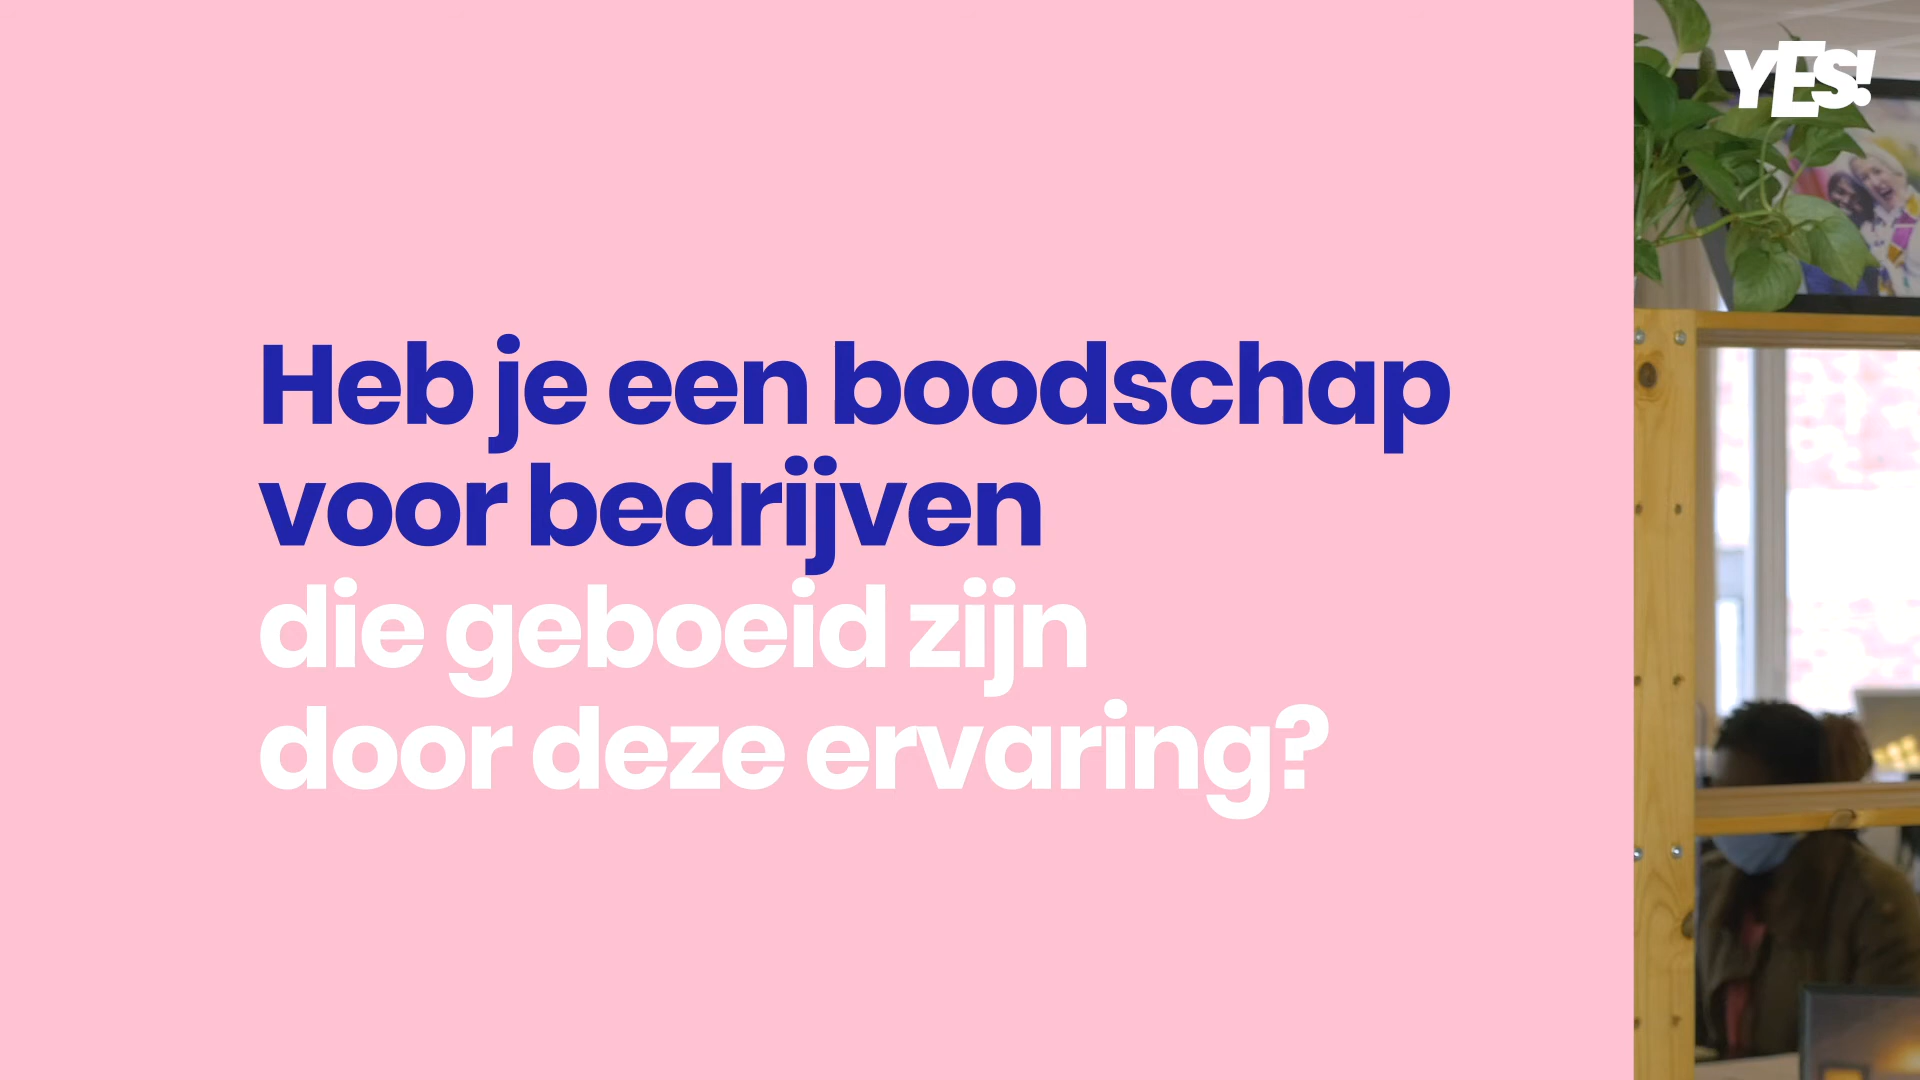 YES!
Heb je een boodschap
voor bedrijven
die geboeid zijn
door deze ervaring?